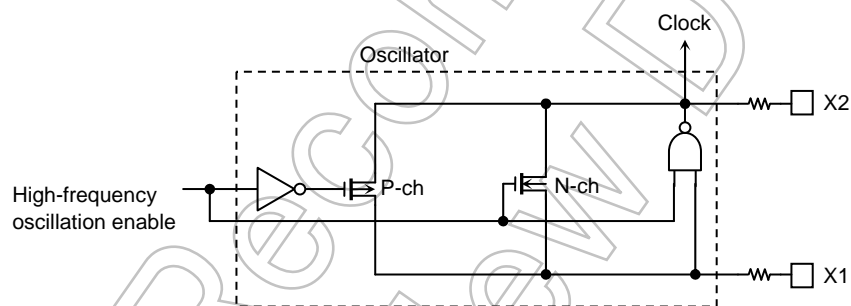 Clock
Oscillator
X2
P-ch
N-ch
High-frequency
oscillation enable
X1